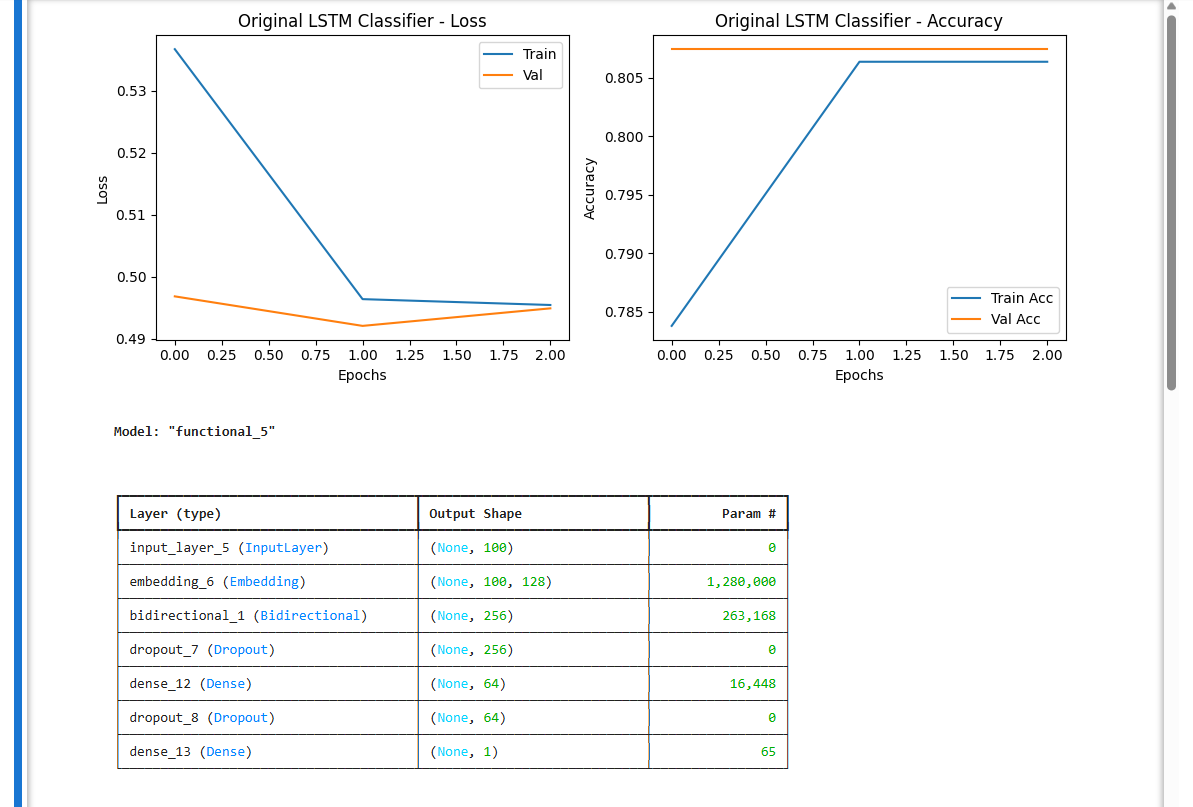 Original LSTM Classifier - Loss
Train
Val
0.53
0.52
0.51
0.50
0.49
Loss
0.00 0.25 0.50 0.75 1.00 1.25 1.50 1.75 2.00
Epochs
Original LSTM Classifier - Accuracy
0.805
0.800
0.795
0.790
0.785
Accuracy
Train Acc
Val Acc
0.00 0.25 0.50 0.75 1.00 1.25 1.50 1.75 2.00
Epochs
Model: "functional_5"
Layer (type) Output Shape Param #
input_layer_5 (InputLayer) (None, 100) 0
embedding_6 (Embedding) (None, 100, 128) 1,280,000
bidirectional_1 (Bidirectional) (None, 256) 263,168
dropout_7 (Dropout) (None, 256) 0
dense_12 (Dense) (None, 64) 16,448
dropout_8 (Dropout) (None, 64) 0
dense_13 (Dense) (None, 1) 65